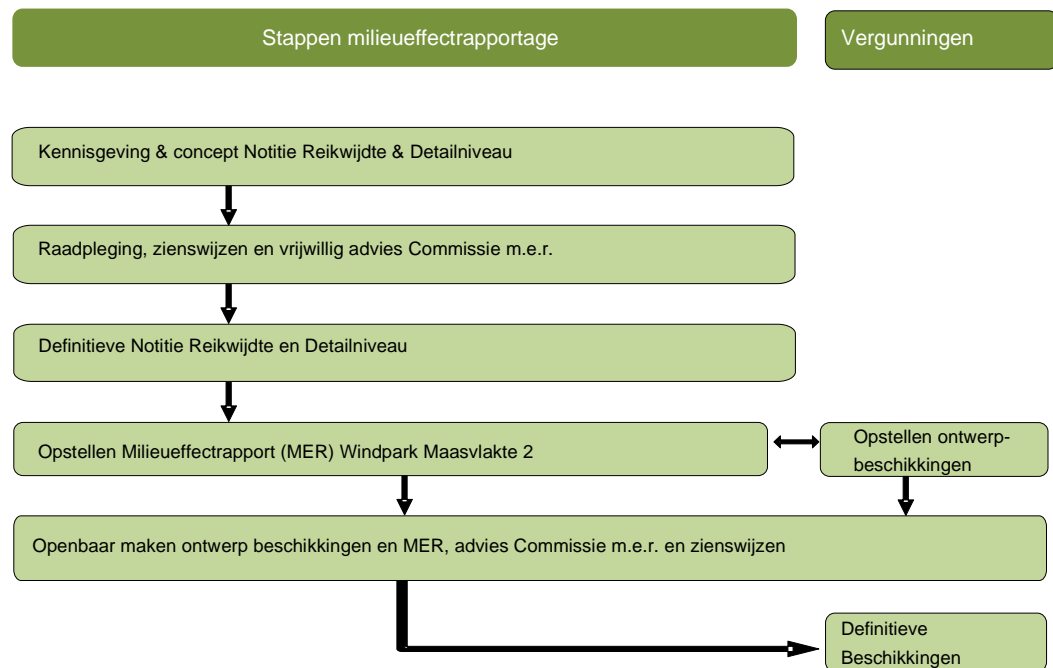 Stappen milieueffectrapportage
Vergunningen
Kennisgeving & concept Notitie Reikwijdte & Detailniveau
Raadpleging, zienswijzen en vrijwillig advies Commissie m.e.r.
Definitieve Notitie Reikwijdte en Detailniveau
Opstellen Milieueffectrapport (MER) Windpark Maasvlakte 2
Opstellen ontwerp-
beschikkingen
Openbaar maken ontwerp beschikkingen en MER, advies Commissie m.e.r. en zienswijzen
Definitieve
Beschikkingen